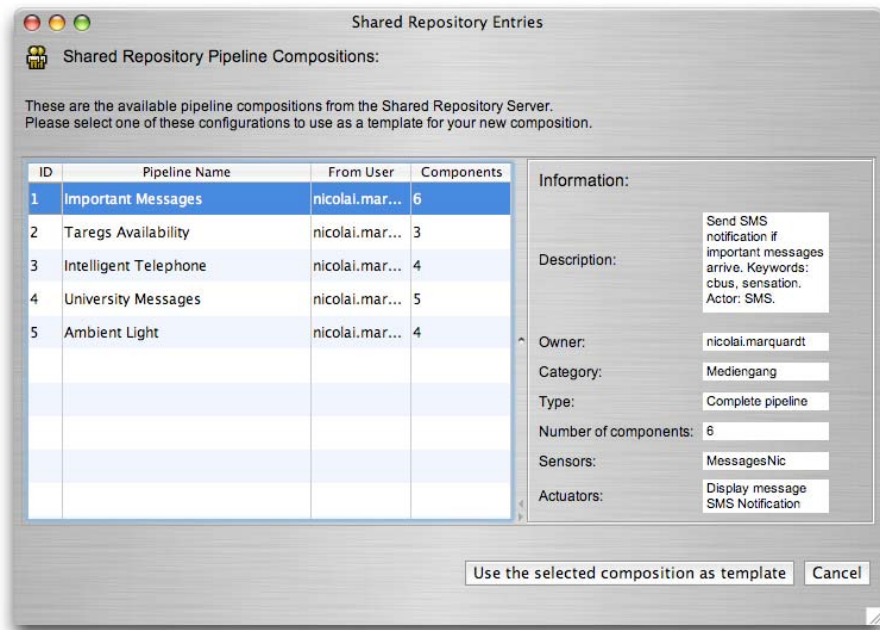 Shared Repository Entries
Shared Repository Pipeline Compositions:
These are the available pipeline compositions from the Shared Repository Server.
Please select one of these configurations to use as a template for your new composition.
ID Pipeline Name From User Components
1 Important Messages nicolai.mar... 6
2 Taregs Availability nicolai.mar... 3
3 Intelligent Telephone nicolai.mar... 4
4 University Messages nicolai.mar... 5
5 Ambient Light nicolai.mar... 4
Information:
Description:
Send SMS
notification if
important messages
arrive. Keywords:
cbus, sensation.
Actor: SMS.
Owner: nicolai.marquardt
Category: Mediengang
Type: Complete pipeline
Number of components: 6
Sensors: MessagesNic
Actuators:
Display message
SMS Notification
Use the selected composition as template Cancel